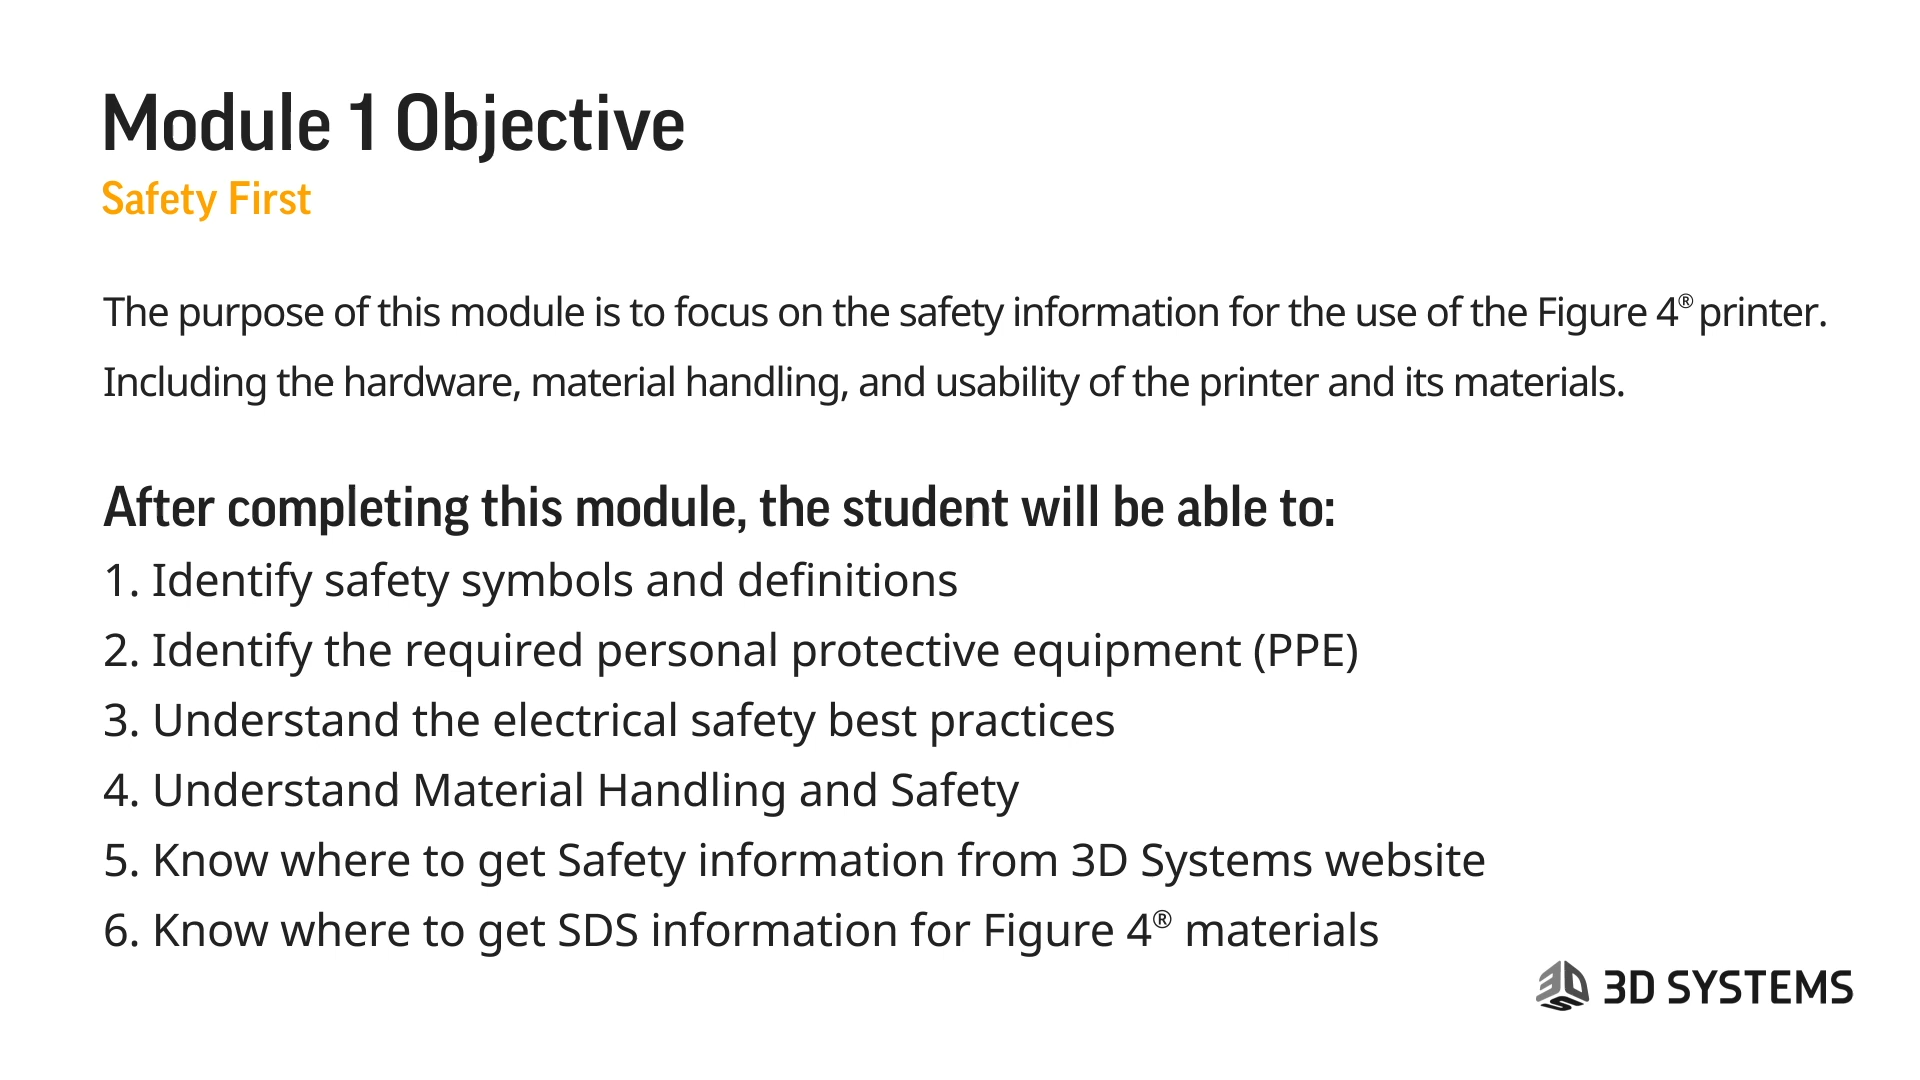 Module 1 Objective
Safety First
The purpose of this module is to focus on the safety information for the use of the Figure 4® printer.
Including the hardware, material handling, and usability of the printer and its materials.
After completing this module, the student will be able to:
1. Identify safety symbols and definitions
2. Identify the required personal protective equipment (PPE)
3. Understand the electrical safety best practices
4. Understand Material Handling and Safety
5. Know where to get Safety information from 3D Systems website
6. Know where to get SDS information for Figure 4® materials
3DS 3D SYSTEMS